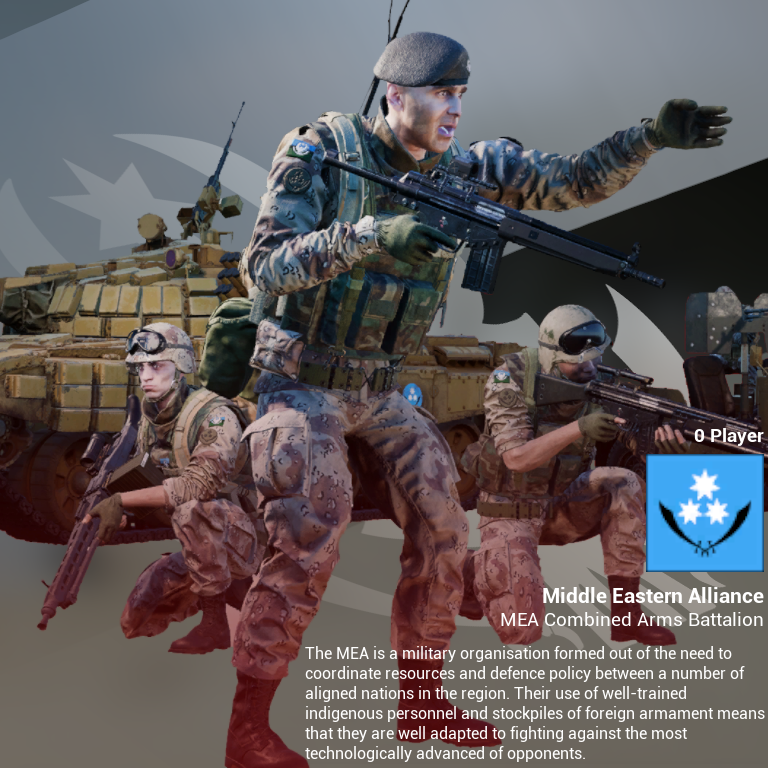 0 Player
Middle Eastern Alliance
MEA Combined Arms Battalion
The MEA is a military organisation formed out of the need to
coordinate resources and defence policy between a number of
aligned nations in the region. Their use of well-trained
indigenous personnel and stockpiles of foreign armament means
that they are well adapted to fighting against the most
technologically advanced of opponents.